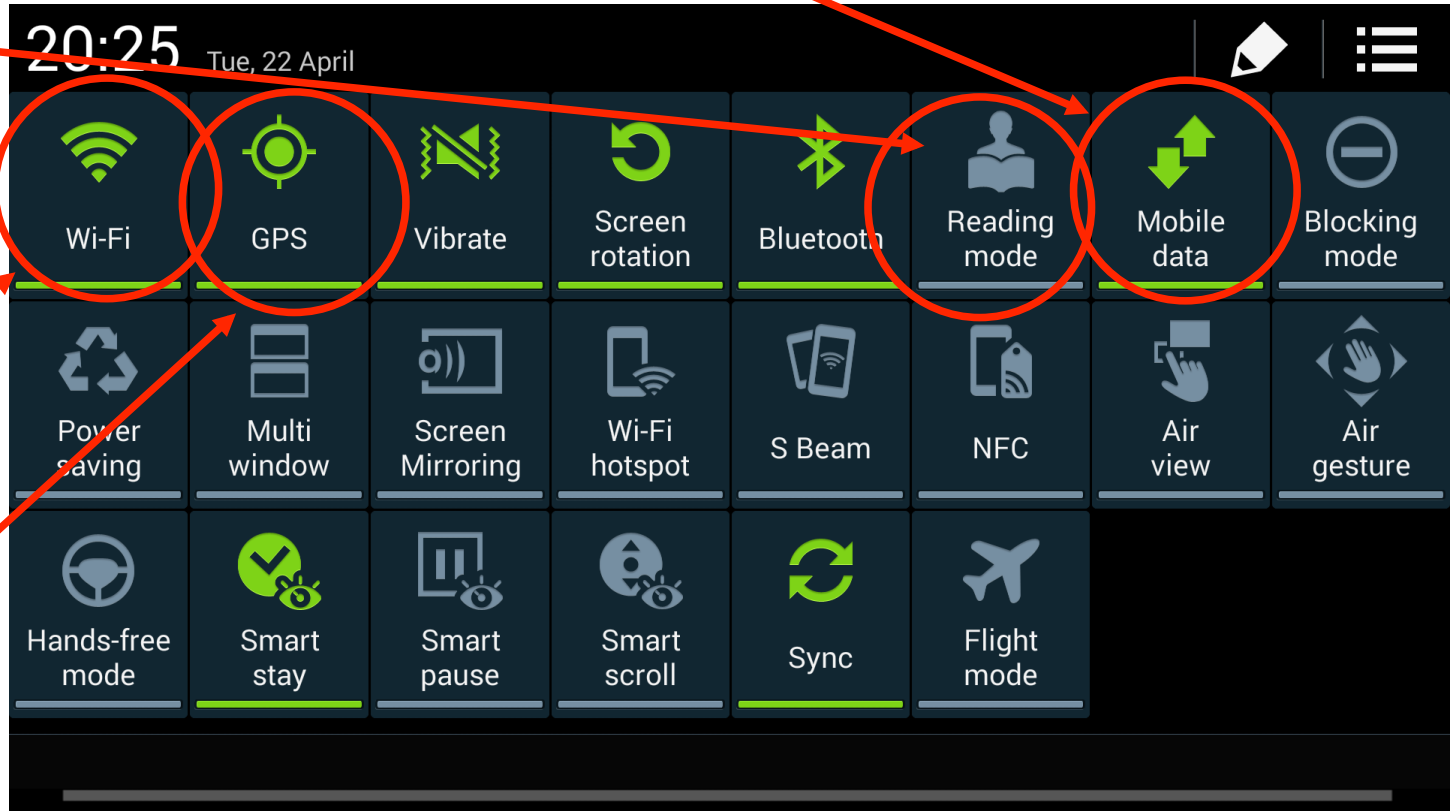 20:25 Tue, 22 April
Wi-Fi
GPS
Vibrate
Screen
rotation
Bluetooth
Reading
mode
Mobile
data
Blocking
mode
Power
saving
Multi
window
Screen
Mirroring
Wi-Fi
hotspot
S Beam
NFC
Air
view
Air
gesture
Hands-free
mode
Smart
stay
Smart
pause
Smart
scroll
Sync
Flight
mode